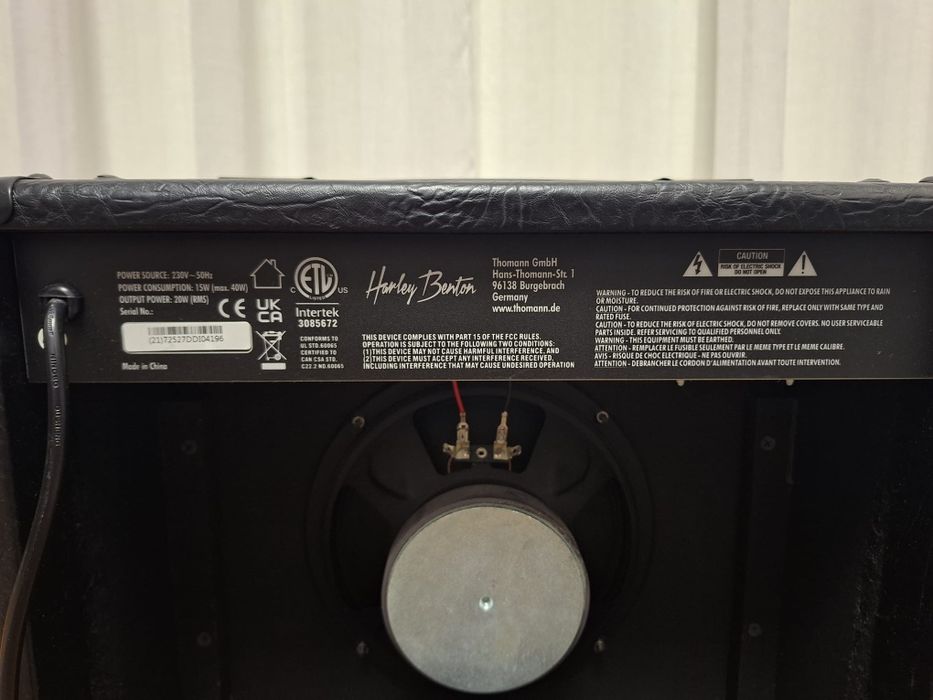 POWER SOURCE: 230V ~ 50Hz
POWER CONSUMPTION: 15W (max. 40W)
OUTPUT POWER: 20W (RMS)
Serial No.:
(21)72527DDI04196
Made in China
CE
UK
CA
ETL
LISTED
C US
Intertek
3085672
CONFORMS TO
UL STD.60065
CERTIFIED TO
CAN CSA STD.
C22.2 NO.60065
Harley Benton
Thomann GmbH
Hans-Thomann-Str. 1
96138 Burgebrach
Germany
www.thomann.de
THIS DEVICE COMPLIES WITH PART 15 OF THE FCC RULES.
OPERATION IS SUBJECT TO THE FOLLOWING TWO CONDITIONS:
(1)THIS DEVICE MAY NOT CAUSE HARMFUL INTERFERENCE, AND
(2)THIS DEVICE MUST ACCEPT ANY INTERFERENCE RECEIVED,
INCLUDING INTERFERENCE THAT MAY CAUSE UNDESIRED OPERATION
CAUTION
RISK OF ELECTRIC SHOCK
DO NOT OPEN
WARNING - TO REDUCE THE RISK OF FIRE OR ELECTRIC SHOCK, DO NOT EXPOSE THIS APPLIANCE TO RAIN
OR MOISTURE.
CAUTION - FOR CONTINUED PROTECTION AGAINST RISK OF FIRE, REPLACE ONLY WITH SAME TYPE AND
RATED FUSE.
CAUTION - TO REDUCE THE RISK OF ELECTRIC SHOCK, DO NOT REMOVE COVERS. NO USER SERVICEABLE
PARTS INSIDE. REFER SERVICING TO QUALIFIED PERSONNEL ONLY.
WARNING - THIS EQUIPMENT MUST BE EARTHED.
ATTENTION - REMPLACER LE FUSIBLE SEULEMENT PAR LE MEME TYPE ET LE MEME CALIBRE.
AVIS - RISQUE DE CHOC ELECTRIQUE - NE PAS OUVRIR.
ATTENTION - DEBRANCHER LE CORDON D'ALIMENTATION AVANT TOUTE INTERVENTION.